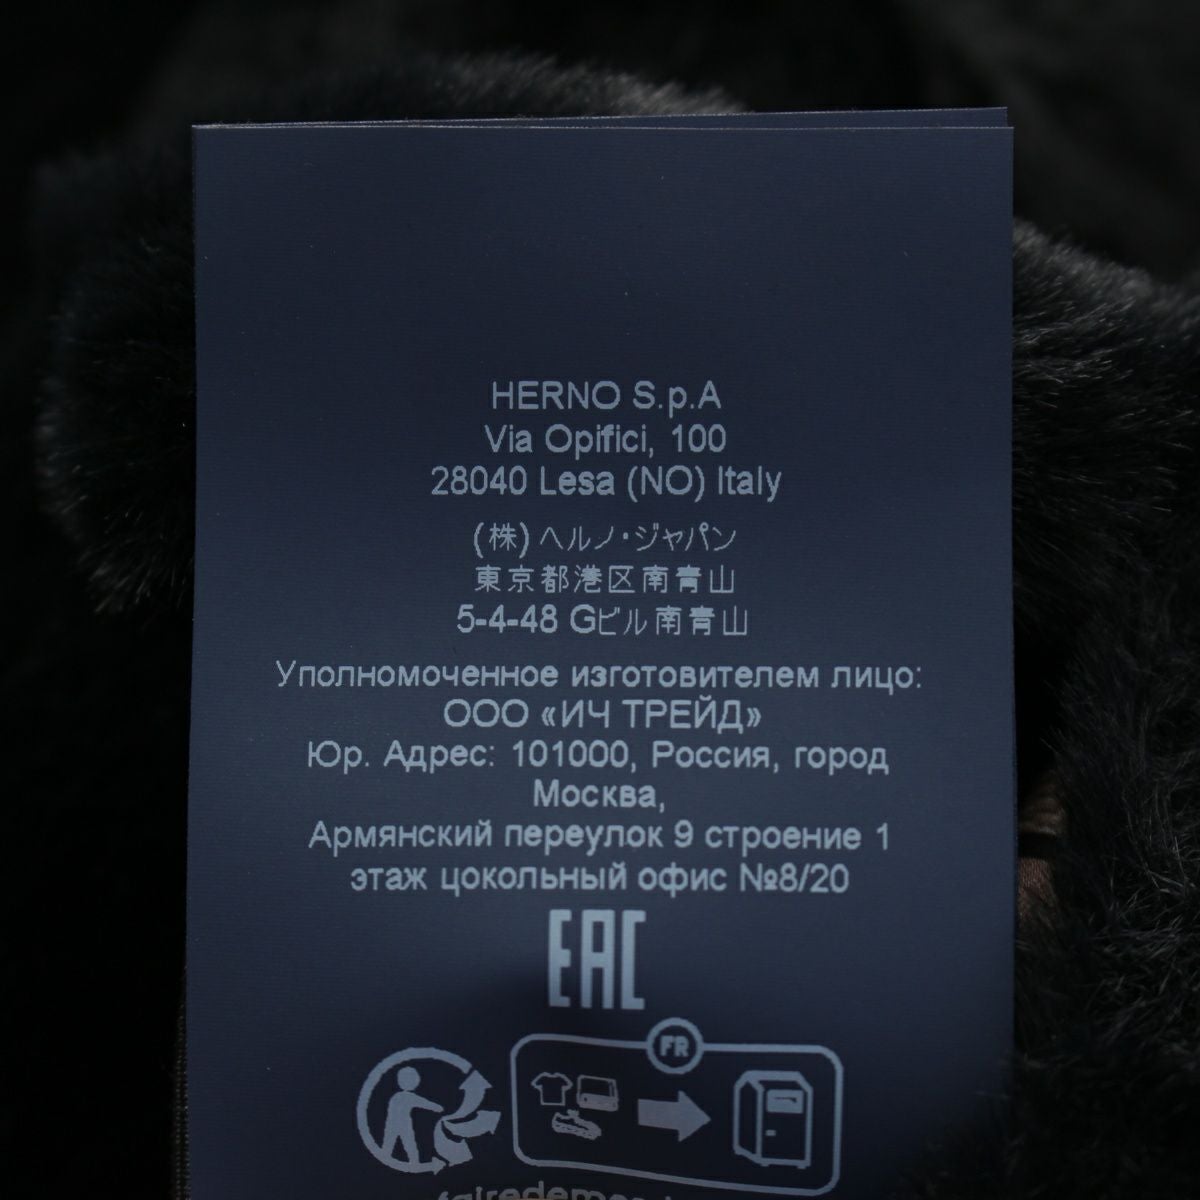 HERNO S.p.A
Via Opifici, 100
28040 Lesa (NO) Italy
(株) ヘルノ・ジャパン
東京都港区南青山
5-4-48 Gビル南青山
Уполномоченное изготовителем лицо:
ООО «ИЧ ТРЕЙД»
Юр. Адрес: 101000, Россия, город
Москва,
Армянский переулок 9 строение 1
этаж цокольный офис №8/20
EAC
FR